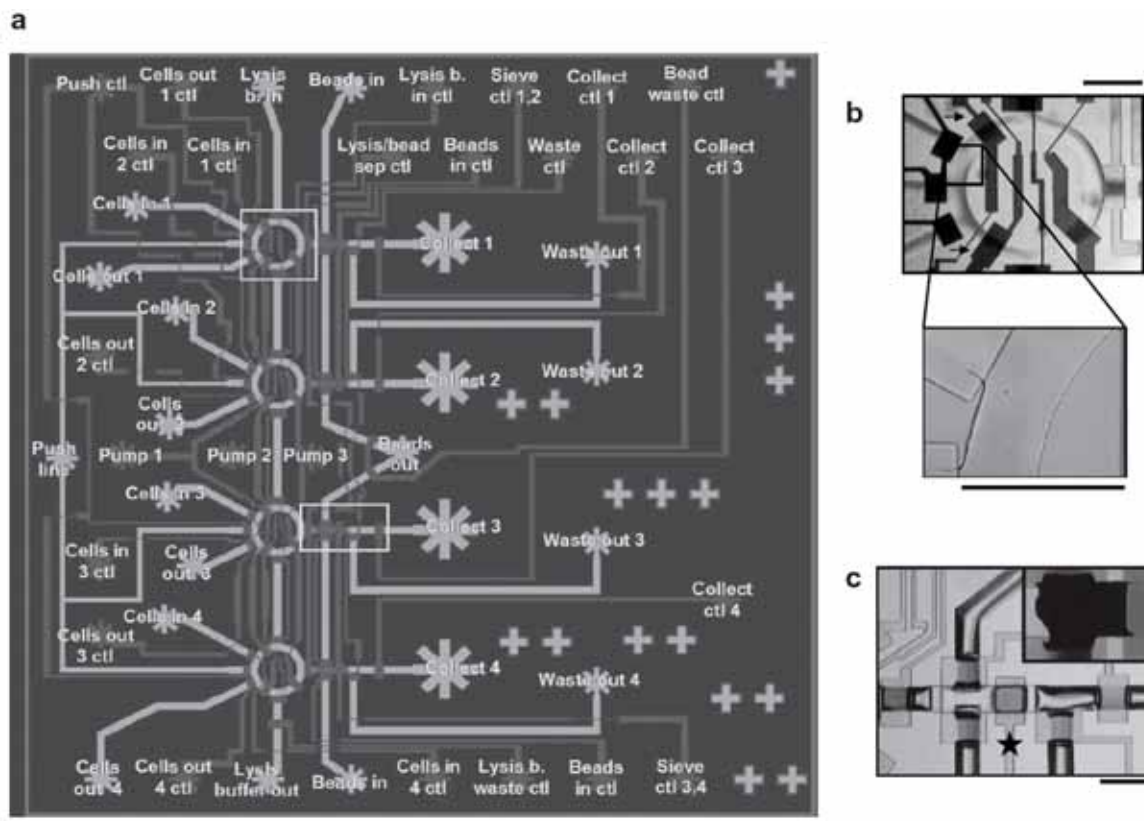 a
Push ctl
Cells out
1 ctl
Lysis
b. in
Beads in
Lysis b.
in ctl
Sieve
ctl 1,2
Collect
ctl 1
Bead
waste ctl
Cells in
2 ctl
Cells in
1 ctl
Lysis/bead
sep ctl
Beads
in ctl
Waste
ctl
Collect
ctl 2
Collect
ctl 3
Cells in 1
Collect 1
Waste out 1
Cells out 1
Cells in 2
Cells out
2 ctl
Collect 2
Waste out 2
Cells
out 2
Push
line
Pump 1
Pump 2
Pump 3
Beads
out
Cells in 3
Collect 3
Waste out 3
Cells in
3 ctl
Cells
out 3
Collect
ctl 4
Cells in 4
Cells out
3 ctl
Collect 4
Waste out 4
Cells
out 4
Cells out
4 ctl
Lysis
buffer out
Beads in
Cells in
4 ctl
Lysis b.
waste ctl
Beads
in ctl
Sieve
ctl 3,4
b
c